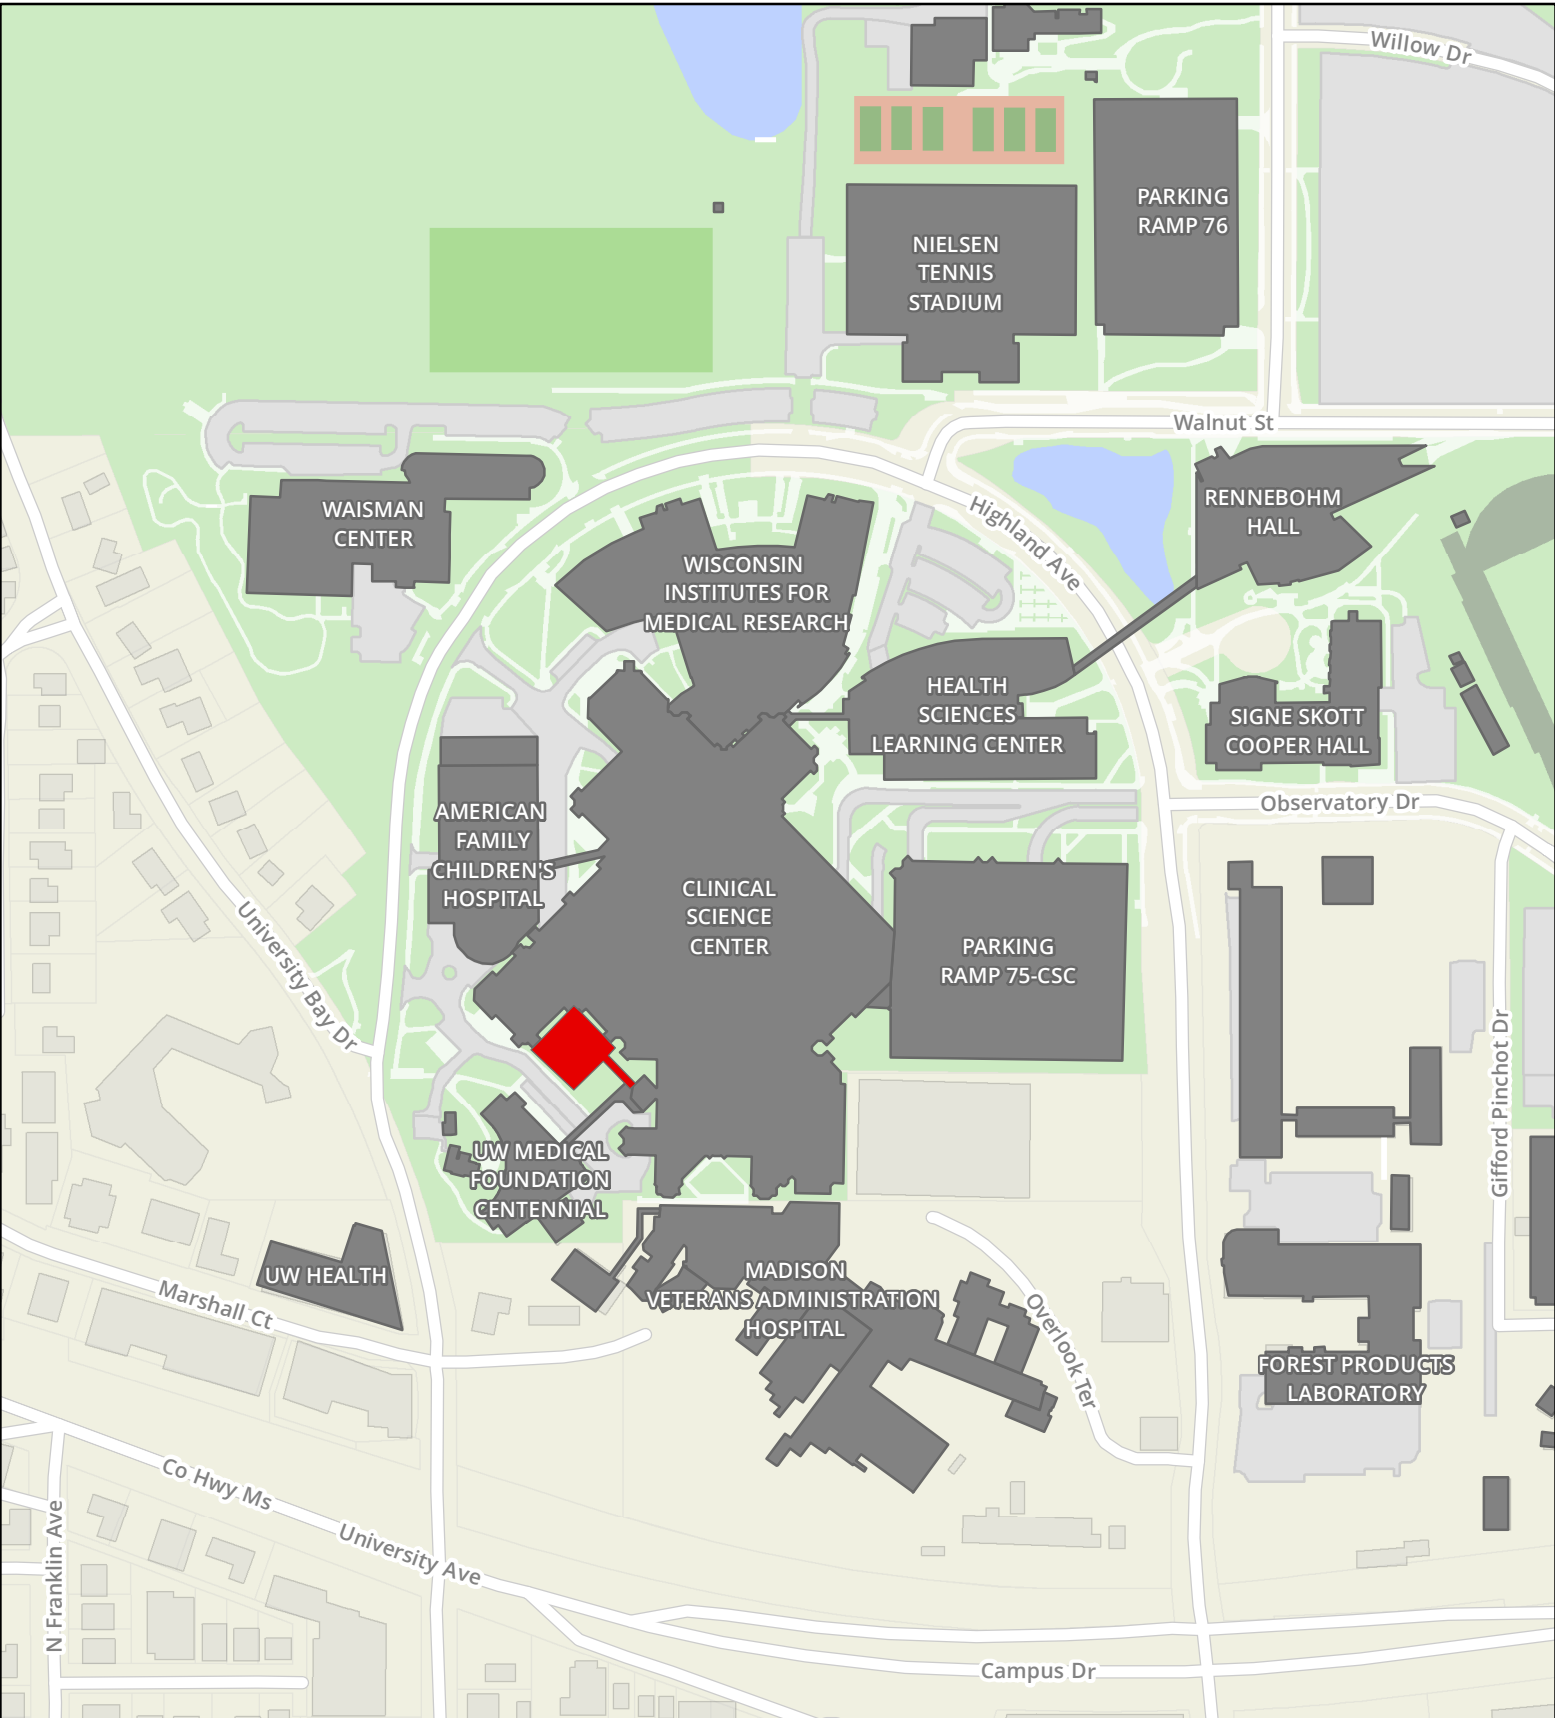 Willow Dr
PARKING
RAMP 76
NIELSEN
TENNIS
STADIUM
Walnut St
WAISMAN
CENTER
RENNEBOHM
HALL
Highland Ave
WISCONSIN
INSTITUTES FOR
MEDICAL RESEARCH
HEALTH
SCIENCES
LEARNING CENTER
SIGNE SKOTT
COOPER HALL
Observatory Dr
AMERICAN
FAMILY
CHILDREN'S
HOSPITAL
CLINICAL
SCIENCE
CENTER
University Bay Dr
PARKING
RAMP 75-CSC
Gifford Pinchot Dr
UW MEDICAL
FOUNDATION
CENTENNIAL
UW HEALTH
Marshall Ct
MADISON
VETERANS ADMINISTRATION
HOSPITAL
Overlook Ter
FOREST PRODUCTS
LABORATORY
Co Hwy Ms
University Ave
N Franklin Ave
Campus Dr